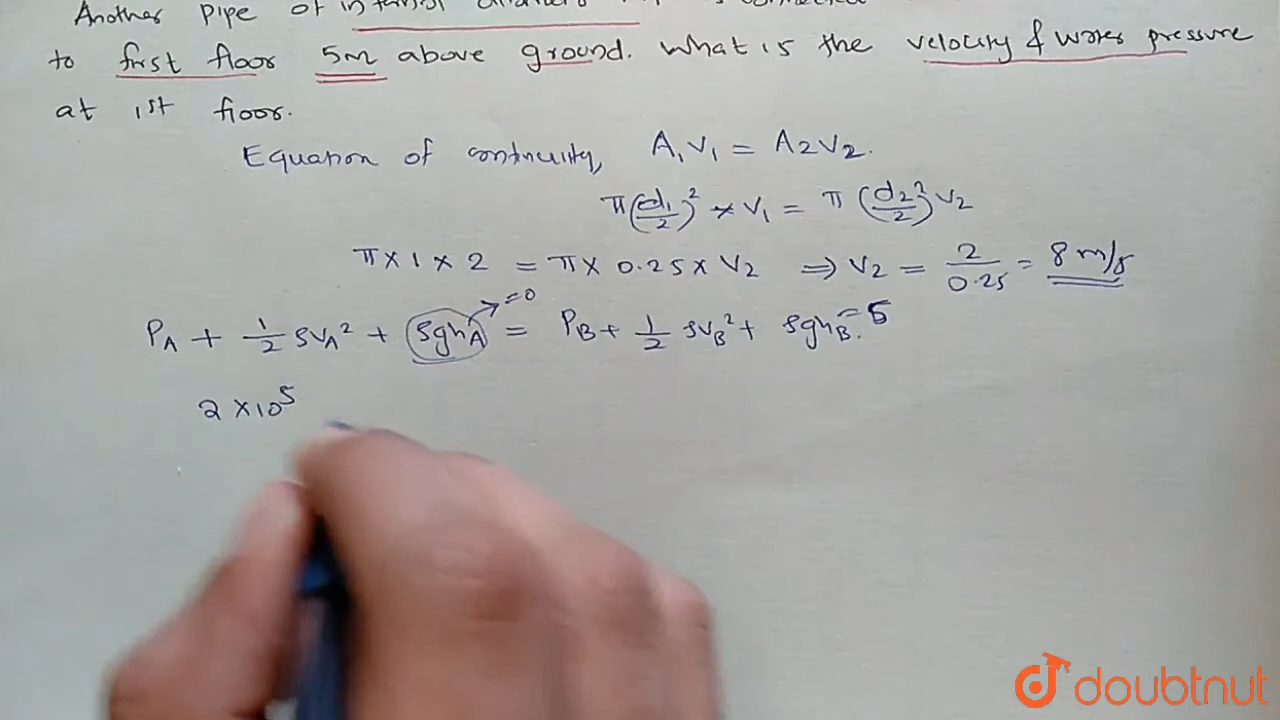 Another pipe of internal
to first floor 5m above ground. What is the velocity & water pressure
at 1st floor.
Equation of continuity, A₁V₁ = A2V2.
π(d₁/2)² × V₁ = π(d2/2)² V2
π×1×2 = π× 0.25× V2 ⇒ V2 = 2/0.25 = 8 m/s
P_A + 1/2 ρV_A² + ρgh_A = P_B + 1/2 ρV_B² + ρgh_B. = 5
= 0
2 × 10⁵
doubtnut